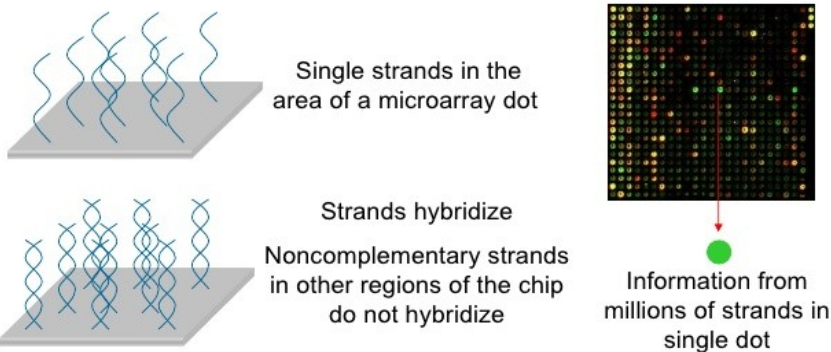 Single strands in the
area of a microarray dot
Strands hybridize
Noncomplementary strands
in other regions of the chip
do not hybridize
Information from
millions of strands in
single dot